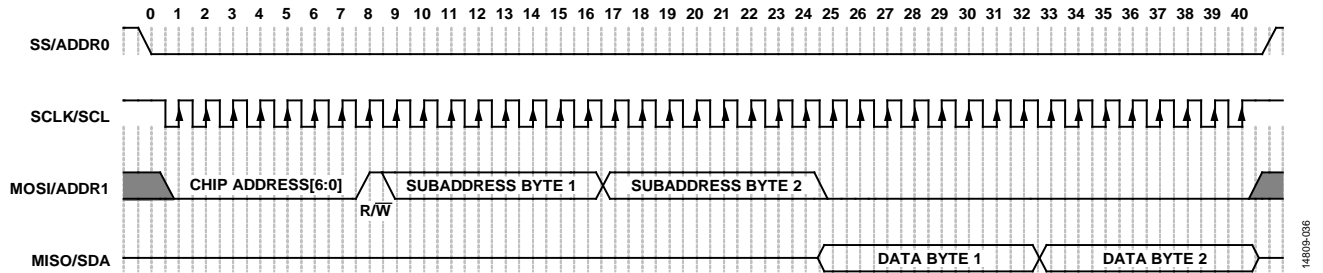 0 1 2 3 4 5 6 7 8 9 10 11 12 13 14 15 16 17 18 19 20 21 22 23 24 25 26 27 28 29 30 31 32 33 34 35 36 37 38 39 40
SS/ADDR0
SCLK/SCL
MOSI/ADDR1 CHIP ADDRESS[6:0] SUBADDRESS BYTE 1 SUBADDRESS BYTE 2
R/W̅
MISO/SDA DATA BYTE 1 DATA BYTE 2
14809-036